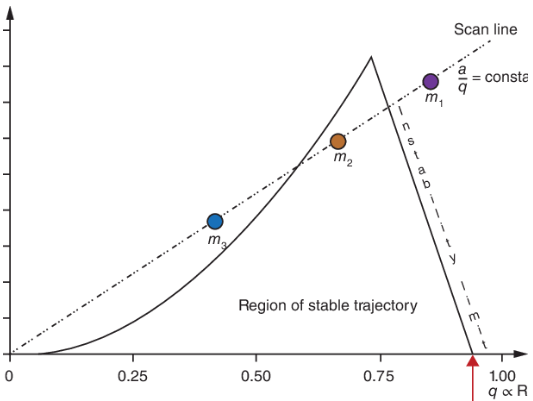 Scan line
a/q = consta
m1
m2
m3
nstab y m
Region of stable trajectory
0 0.25 0.50 0.75 1.00
q ∝ R